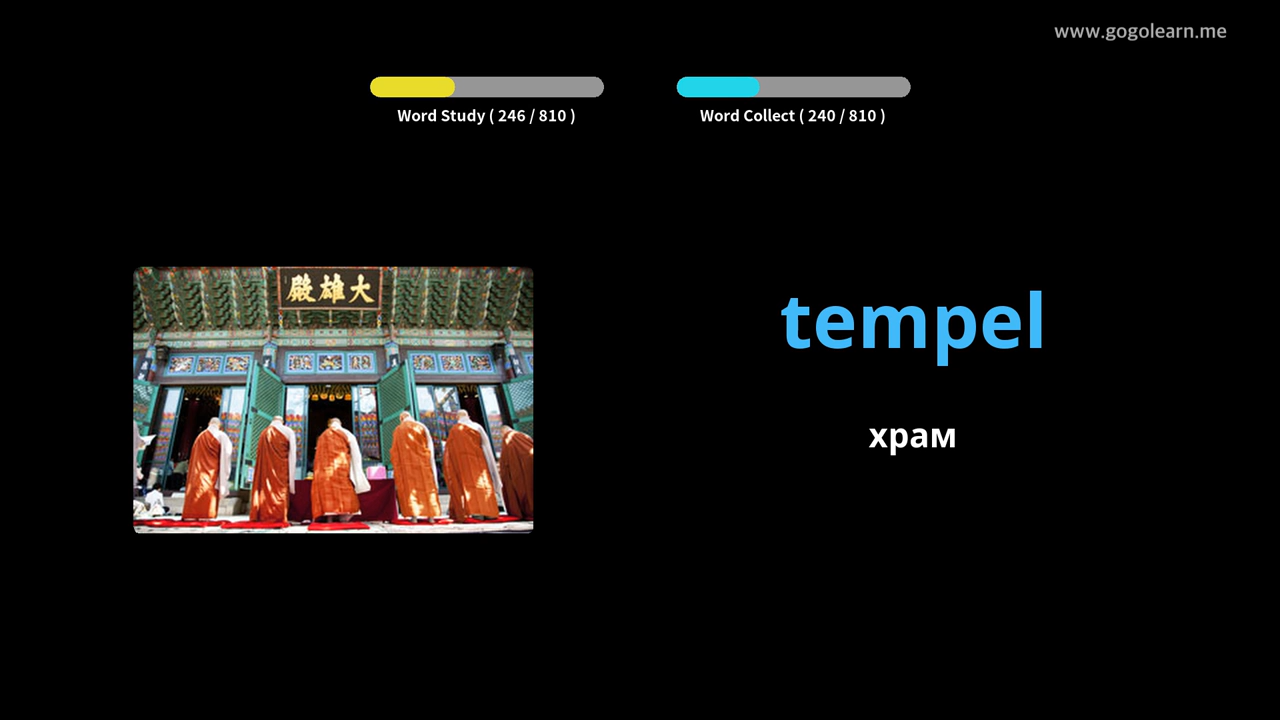 www.gogolearn.me
Word Study ( 246 / 810 )
Word Collect ( 240 / 810 )
殿雄大
tempel
храм